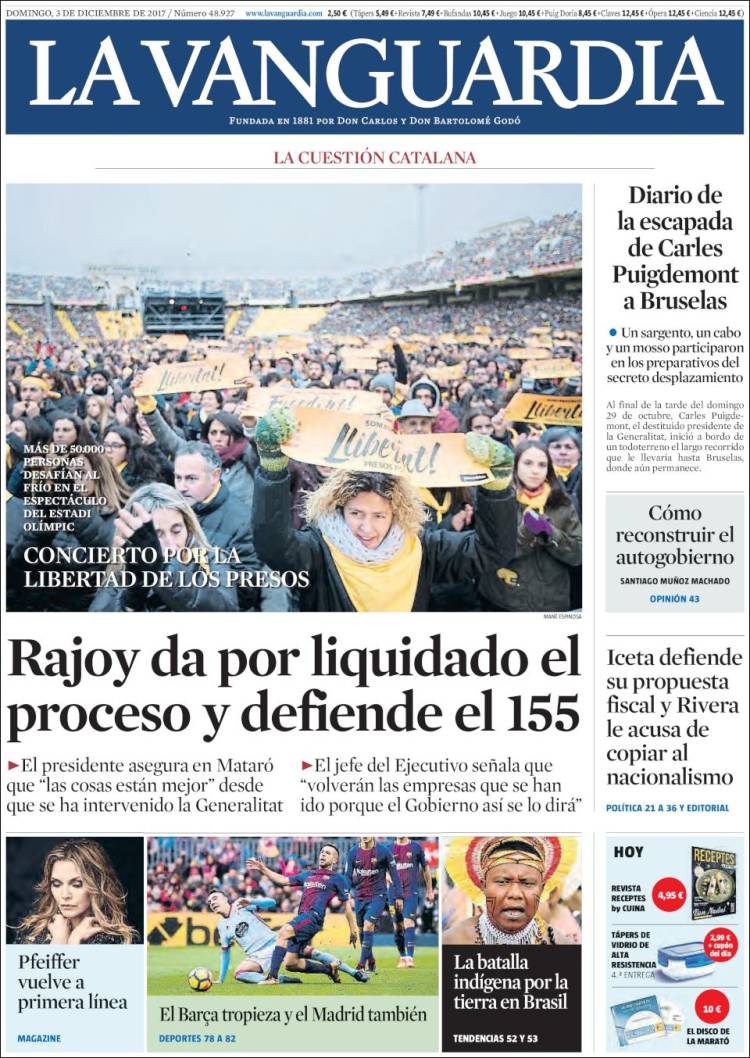 DOMINGO, 3 DE DICIEMBRE DE 2017 / Número 48.927 www.lavanguardia.com 2,50 € (Tápers 5,49 €+Revista 7,49 €+Bufandas 10,45 €+Juego 10,45 €+Puig Doria 8,45 €+Claves 12,45 €+Ópera 12,45 €+Ciencia 12,45 €)
LA VANGUARDIA
FUNDADA EN 1881 POR DON CARLOS Y DON BARTOLOMÉ GODÓ
LA CUESTIÓN CATALANA
Llibertat!
Llibertat!
SOM
Llibertat!
PRESOS
MÁS DE 50.000
PERSONAS
DESAFÍAN AL
FRÍO EN EL
ESPECTÁCULO
DEL ESTADI
OLÍMPIC
CONCIERTO POR LA
LIBERTAD DE LOS PRESOS
MANÉ ESPINOSA
Rajoy da por liquidado el
proceso y defiende el 155
►El presidente asegura en Mataró
que “las cosas están mejor” desde
que se ha intervenido la Generalitat
►El jefe del Ejecutivo señala que
“volverán las empresas que se han
ido porque el Gobierno así se lo dirá”
Diario de
la escapada
de Carles
Puigdemont
a Bruselas
● Un sargento, un cabo
y un mosso participaron
en los preparativos del
secreto desplazamiento
Al final de la tarde del domingo
29 de octubre, Carles Puigde-
mont, el destituido presidente de
la Generalitat, inició a bordo de
un todoterreno el largo recorrido
que le llevaría hasta Bruselas,
donde aún permanece.
Cómo
reconstruir el
autogobierno
SANTIAGO MUÑOZ MACHADO
OPINIÓN 43
Iceta defiende
su propuesta
fiscal y Rivera
le acusa de
copiar al
nacionalismo
POLÍTICA 21 A 36 Y EDITORIAL
Pfeiffer
vuelve a
primera línea
MAGAZINE
El Barça tropieza y el Madrid también
DEPORTES 78 A 82
La batalla
indígena por la
tierra en Brasil
TENDENCIAS 52 Y 53
HOY
REVISTA
RECEPTES
by CUINA
4,95 €
RECEPTES
TÁPERS DE
VIDRIO DE
ALTA
RESISTENCIA
4.ª ENTREGA
2,99 €
+ cupón
del día
10 €
EL DISCO DE
LA MARATÓ